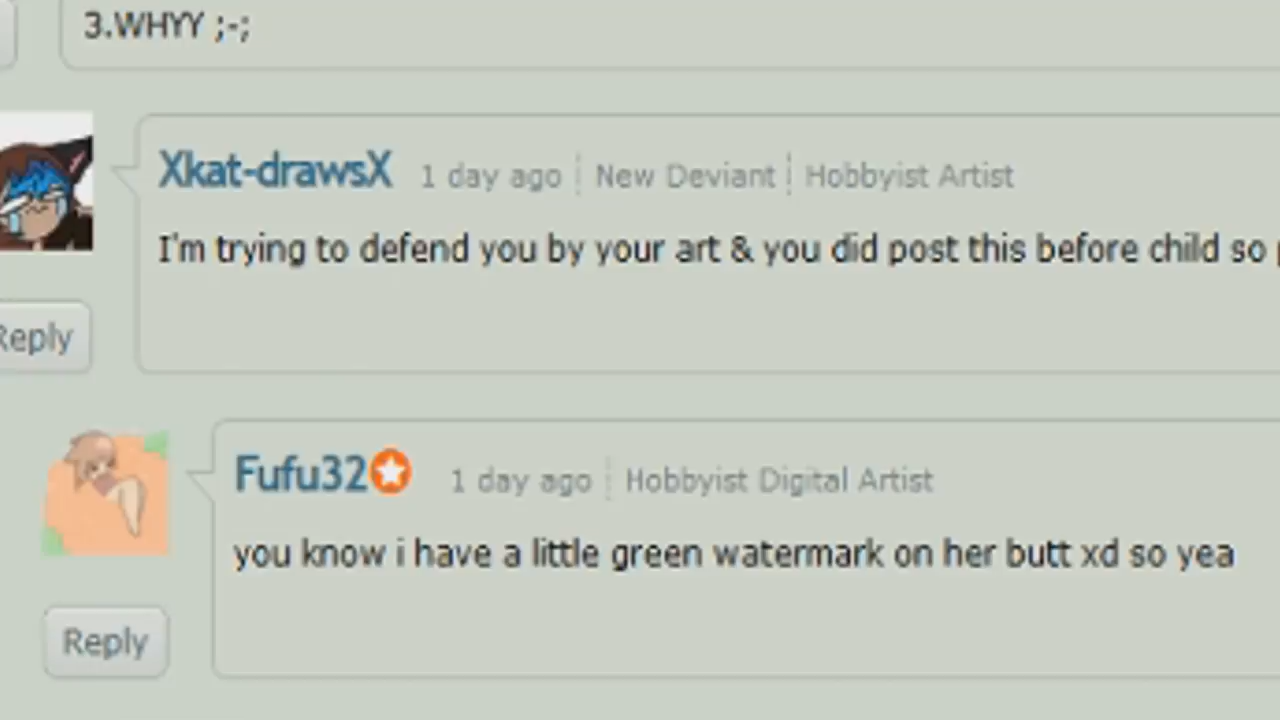 3.WHYY ;-;
Xkat-drawsX 1 day ago New Deviant Hobbyist Artist
I'm trying to defend you by your art & you did post this before child so
Reply
Fufu32 1 day ago Hobbyist Digital Artist
you know i have a little green watermark on her butt xd so yea
Reply